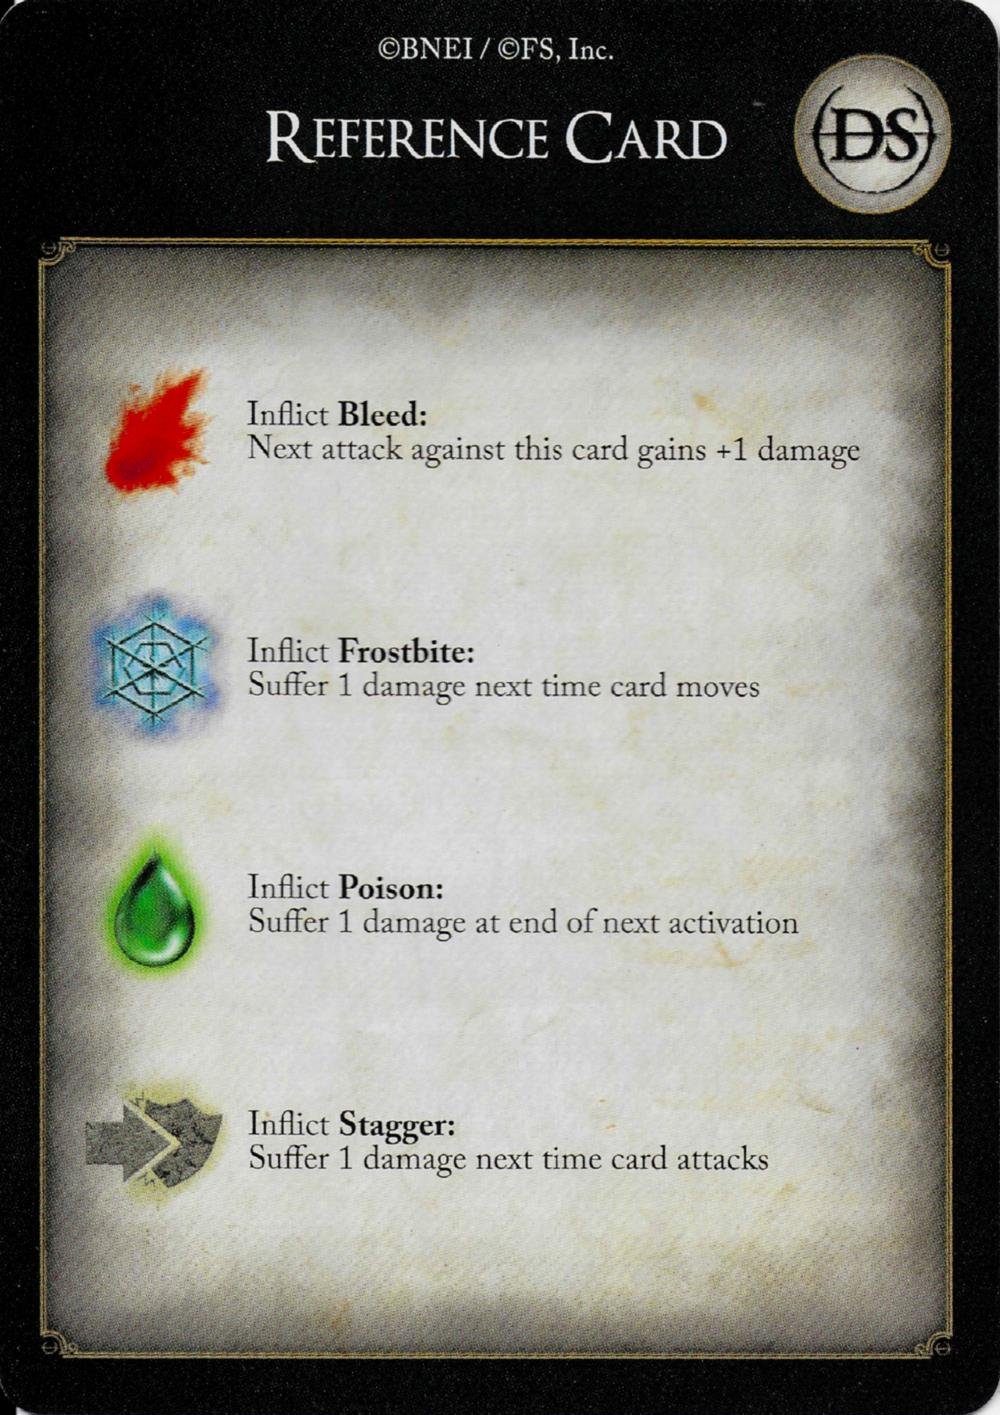 ©BNEI / ©FS, Inc.
REFERENCE CARD
DS
Inflict Bleed:
Next attack against this card gains +1 damage
Inflict Frostbite:
Suffer 1 damage next time card moves
Inflict Poison:
Suffer 1 damage at end of next activation
Inflict Stagger:
Suffer 1 damage next time card attacks